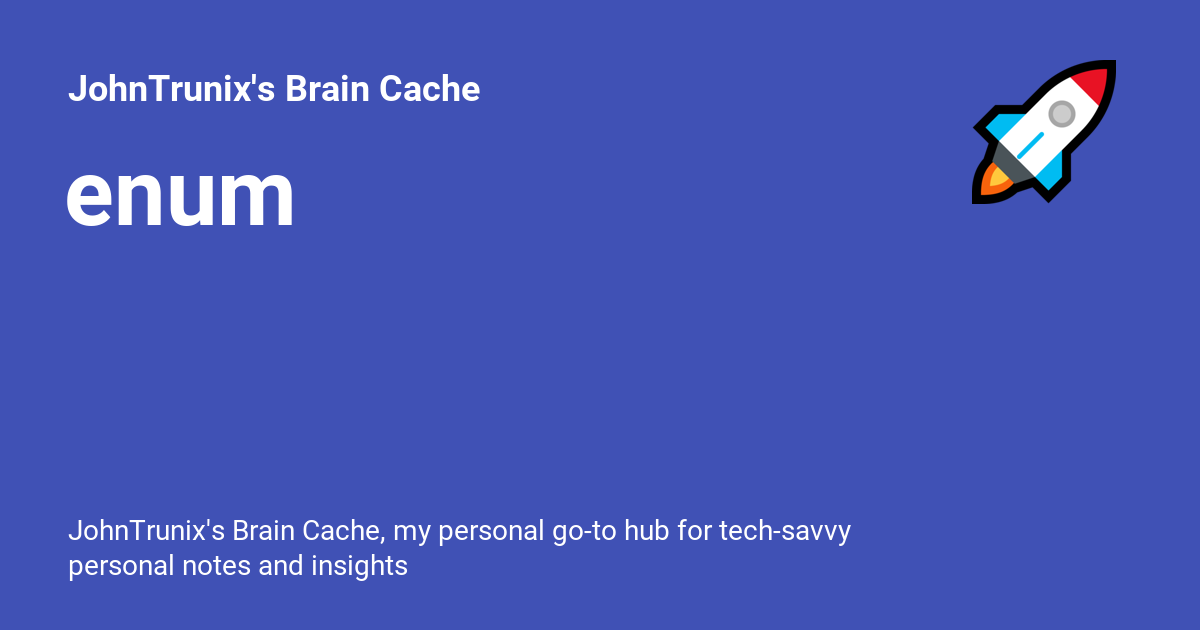 JohnTrunix's Brain Cache
enum
JohnTrunix's Brain Cache, my personal go-to hub for tech-savvy
personal notes and insights